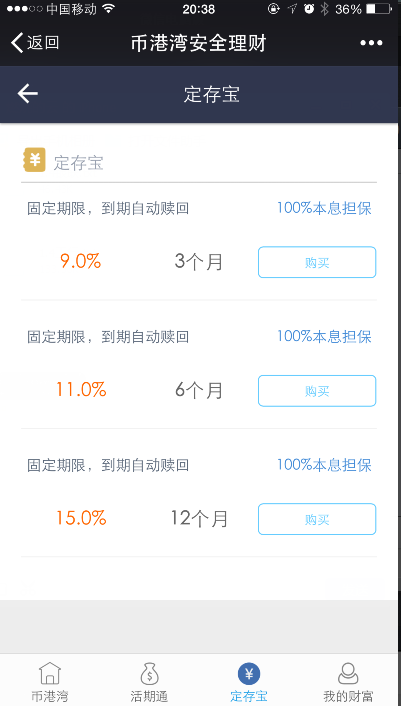 中国移动 20:38 36%
返回 币港湾安全理财
定存宝
定存宝
固定期限，到期自动赎回 100%本息担保
9.0% 3个月 购买
固定期限，到期自动赎回 100%本息担保
11.0% 6个月 购买
固定期限，到期自动赎回 100%本息担保
15.0% 12个月 购买
币港湾 活期通 定存宝 我的财富